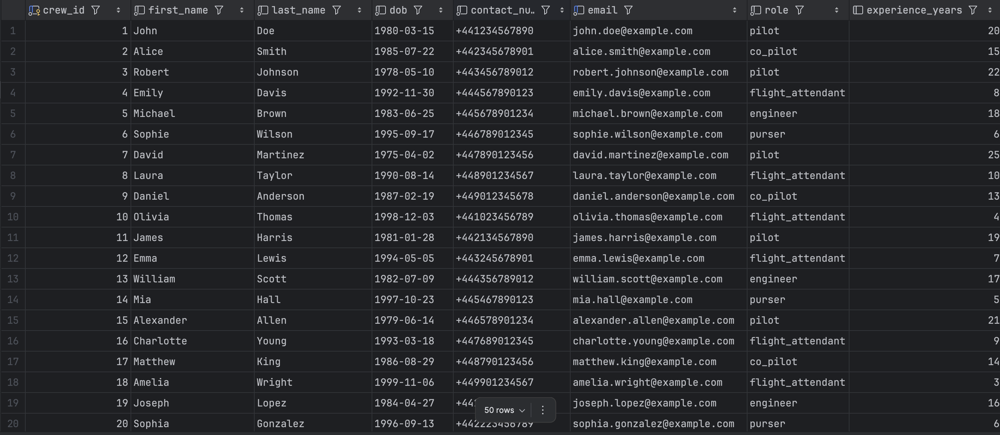 crew_id first_name last_name dob contact_nu.. email role experience_years
1 1 John Doe 1980-03-15 +441234567890 john.doe@example.com pilot 20
2 2 Alice Smith 1985-07-22 +442345678901 alice.smith@example.com co_pilot 15
3 3 Robert Johnson 1978-05-10 +443456789012 robert.johnson@example.com pilot 22
4 4 Emily Davis 1992-11-30 +444567890123 emily.davis@example.com flight_attendant 8
5 5 Michael Brown 1983-06-25 +445678901234 michael.brown@example.com engineer 18
6 6 Sophie Wilson 1995-09-17 +446789012345 sophie.wilson@example.com purser 6
7 7 David Martinez 1975-04-02 +447890123456 david.martinez@example.com pilot 25
8 8 Laura Taylor 1990-08-14 +448901234567 laura.taylor@example.com flight_attendant 10
9 9 Daniel Anderson 1987-02-19 +449012345678 daniel.anderson@example.com co_pilot 13
10 10 Olivia Thomas 1998-12-03 +441023456789 olivia.thomas@example.com flight_attendant 4
11 11 James Harris 1981-01-28 +442134567890 james.harris@example.com pilot 19
12 12 Emma Lewis 1994-05-05 +443245678901 emma.lewis@example.com flight_attendant 7
13 13 William Scott 1982-07-09 +444356789012 william.scott@example.com engineer 17
14 14 Mia Hall 1997-10-23 +445467890123 mia.hall@example.com purser 5
15 15 Alexander Allen 1979-06-14 +446578901234 alexander.allen@example.com pilot 21
16 16 Charlotte Young 1993-03-18 +447689012345 charlotte.young@example.com flight_attendant 9
17 17 Matthew King 1986-08-29 +448790123456 matthew.king@example.com co_pilot 14
18 18 Amelia Wright 1999-11-06 +449901234567 amelia.wright@example.com flight_attendant 3
19 19 Joseph Lopez 1984-04-27 joseph.lopez@example.com engineer 16
50 rows
20 20 Sophia Gonzalez 1996-09-13 +442223456789 sophia.gonzalez@example.com purser 6